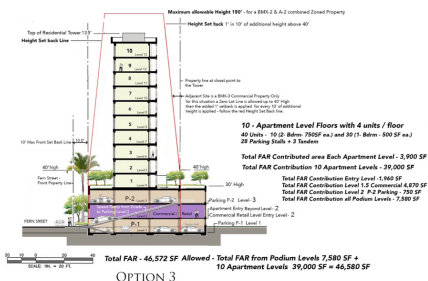 Maximum allowable Height 150' - for a BMX-2 & A-2 combined Zoned Property
Height Set back 1' in 10' of additional height above 40'
Top of Residential Tower
Height Set back Line
10
9
8
7
6
5
4
3
2
1
Property line at closest point to
the Tower
Adjacent Site is a BMX-3 Commercial Property Only
for this situation a Zero Lot Line is allowed up to 40' High
then the added 1' setback is applied for every 10' of additional
height is applied - follow the red Height Set back Line.
10' Max Front Set back Line
10 - Apartment Level Floors with 4 units / floor
40 Units - 10 (2- Bdrm- 750SF ea.) and 30 (1- Bdrm - 500 SF ea.)
28 Parking Stalls + 3 Tandem
Total FAR Contributed area Each Apartment Level - 3,900 SF
Total FAR Contribution 10 Apartment Levels - 39,000 SF
Total FAR Contribution Entry Level -1,960 SF
Total FAR Contribution Level 1.5 Commercial 4,870 SF
Total FAR Contribution Level 2 P-2 Parking - 750 SF
Total FAR Contribution all Podium Levels - 7,580 SF
60' high
40' high
Fern Street -
Front Property Line
30' High
P-2
Parking P-2 Level- 3
Apartment Entry Beyond Level- 2
Commercial Retail
Commercial Retail Level Entry Level- 2
FERN STREET
P-1
Parking P-1 Level 1
SCALE: 1IN. = 20 FT.
Total FAR - 46,572 SF Allowed - Total FAR from Podium Levels 7,580 SF +
10 Apartment Levels 39,000 SF = 46,580 SF
OPTION 3